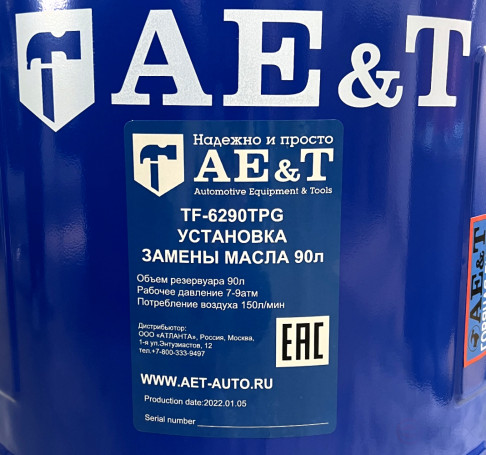 AE&T
Надежно и просто
AE&T
Automotive Equipment & Tools
TF-6290TPG
УСТАНОВКА
ЗАМЕНЫ МАСЛА 90л
Объем резервуара 90л
Рабочее давление 7-9атм
Потребление воздуха 150л/мин
Дистрибьютор:
ООО «АТЛАНТА», Россия, Москва,
1-я ул.Энтузиастов, 12
тел.+7-800-333-9497
EAC
WWW.AET-AUTO.RU
Production date:2022.01.05
Serial number
AE&T